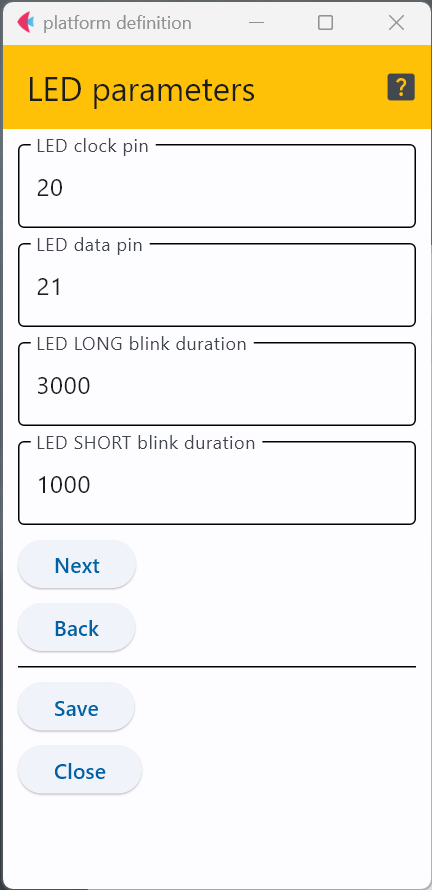 platform definition
LED parameters
?
LED clock pin
20
LED data pin
21
LED LONG blink duration
3000
LED SHORT blink duration
1000
Next
Back
Save
Close